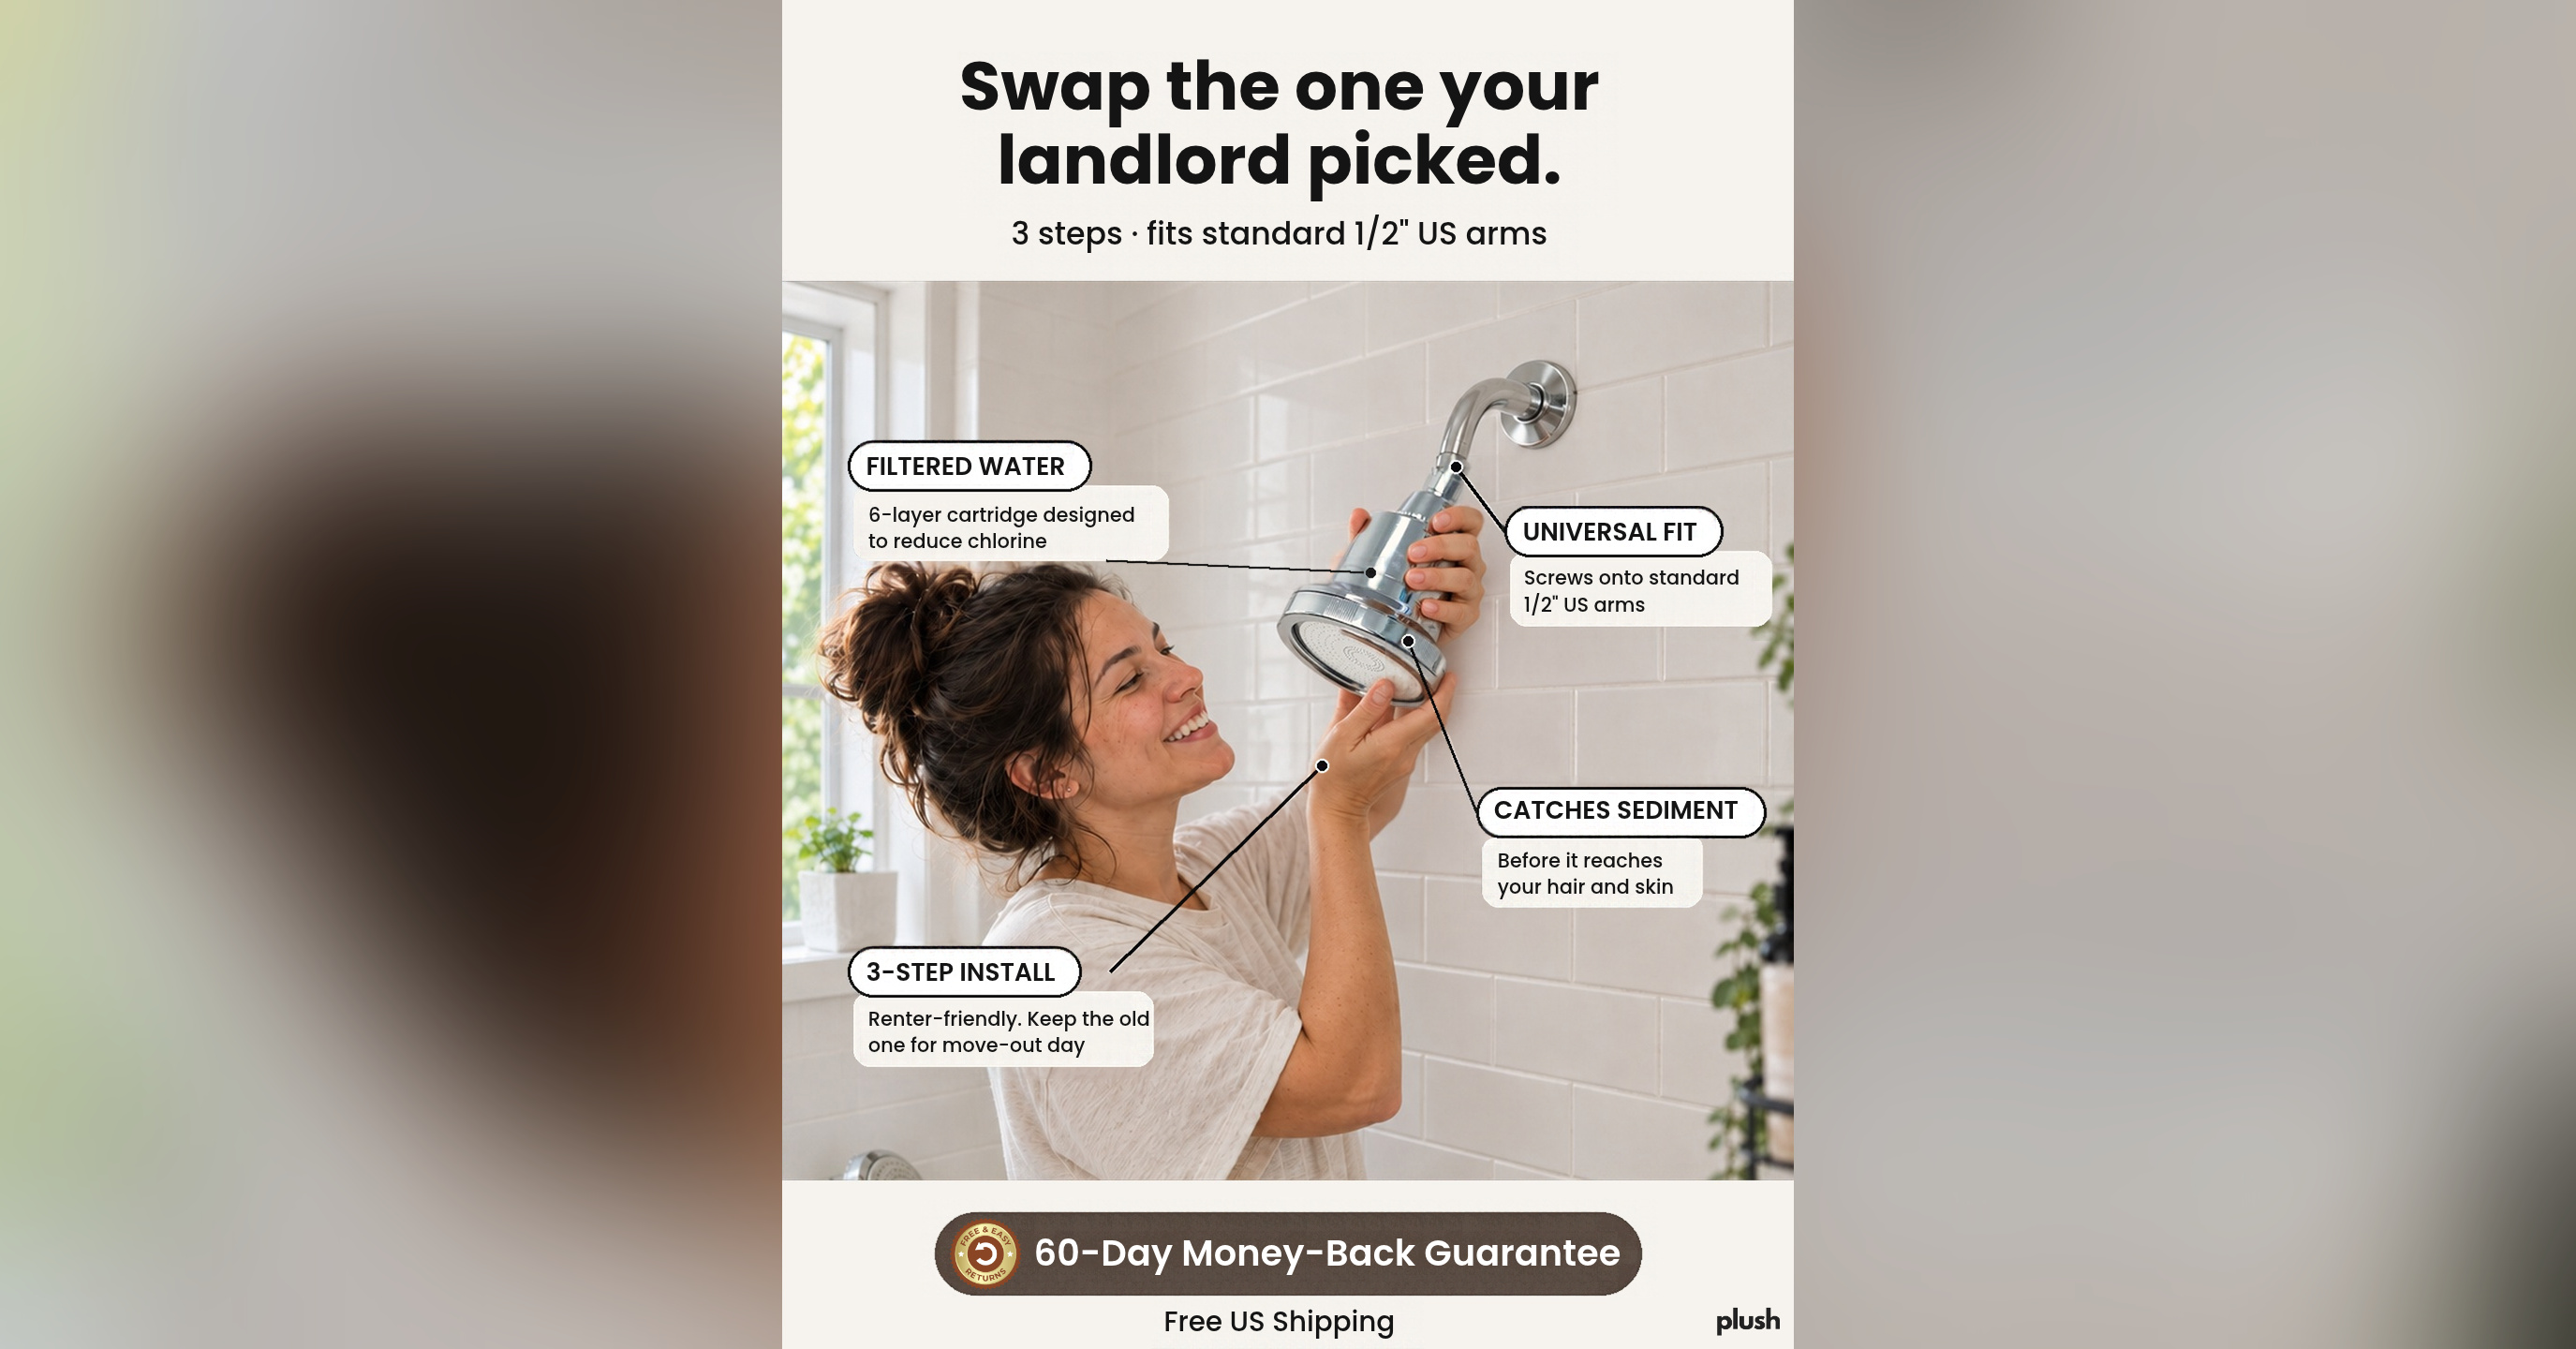 Swap the one your
landlord picked.
3 steps · fits standard 1/2" US arms
FILTERED WATER
6-layer cartridge designed
to reduce chlorine
UNIVERSAL FIT
Screws onto standard
1/2" US arms
CATCHES SEDIMENT
Before it reaches
your hair and skin
3-STEP INSTALL
Renter-friendly. Keep the old
one for move-out day
FREE & EASY
RETURNS
60-Day Money-Back Guarantee
Free US Shipping
plush